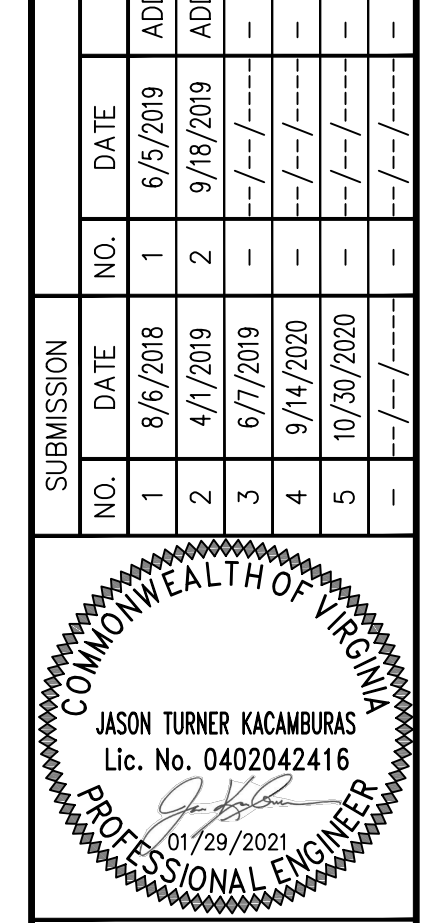 SUBMISSION
NO. DATE
1 8/6/2018
2 4/1/2019
3 6/7/2019
4 9/14/2020
5 10/30/2020
- --/--/----
NO. DATE
1 6/5/2019 ADD
2 9/18/2019 ADD
- --/--/---- -
- --/--/---- -
- --/--/---- -
- --/--/---- -
COMMONWEALTH OF VIRGINIA
JASON TURNER KACAMBURAS
Lic. No. 0402042416
01/29/2021
PROFESSIONAL ENGINEER